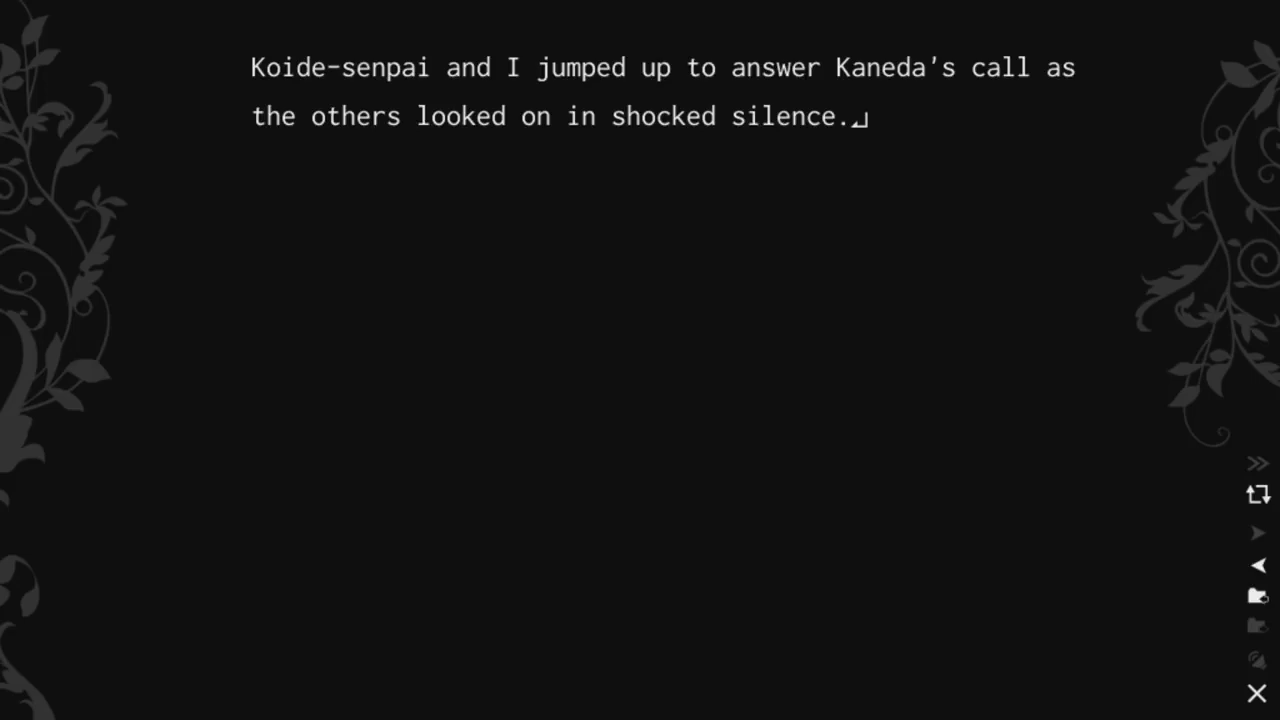 Koide-senpai and I jumped up to answer Kaneda's call as
the others looked on in shocked silence.